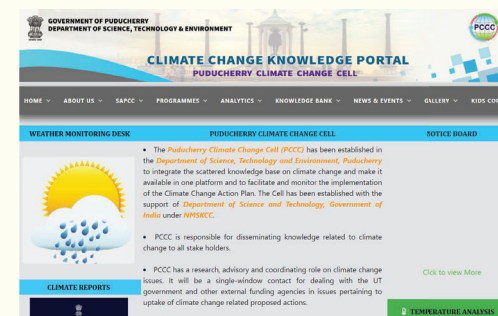 GOVERNMENT OF PUDUCHERRY
DEPARTMENT OF SCIENCE, TECHNOLOGY & ENVIRONMENT
PCCC
CLIMATE CHANGE KNOWLEDGE PORTAL
PUDUCHERRY CLIMATE CHANGE CELL
HOME ABOUT US SAPCC PROGRAMMES ANALYTICS KNOWLEDGE BANK NEWS & EVENTS GALLERY KIDS COR
WEATHER MONITORING DESK
CLIMATE REPORTS
PUDUCHERRY CLIMATE CHANGE CELL
• The Puducherry Climate Change Cell (PCCC) has been established in
the Department of Science, Technology and Environment, Puducherry
to integrate the scattered knowledge base on climate change and make it
available in one platform and to facilitate and monitor the implementation
of the Climate Change Action Plan. The Cell has been established with the
support of Department of Science and Technology, Government of
India under NMSKCC.
• PCCC is responsible for disseminating knowledge related to climate
change to all stake holders.
• PCCC has a research, advisory and coordinating role on climate change
issues. It will be a single-window contact for dealing with the UT
government and other external funding agencies in issues pertaining to
uptake of climate change related proposed actions.
NOTICE BOARD
Click to view More
TEMPERATURE ANALYSIS